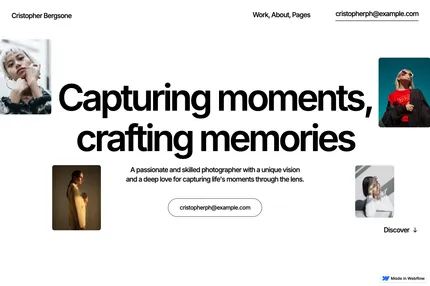 Cristopher Bergsone
Work, About, Pages
cristopherph@example.com
Capturing moments,
crafting memories
A passionate and skilled photographer with a unique vision
and a deep love for capturing life's moments through the lens.
cristopherph@example.com
Discover ↓
Made in Webflow